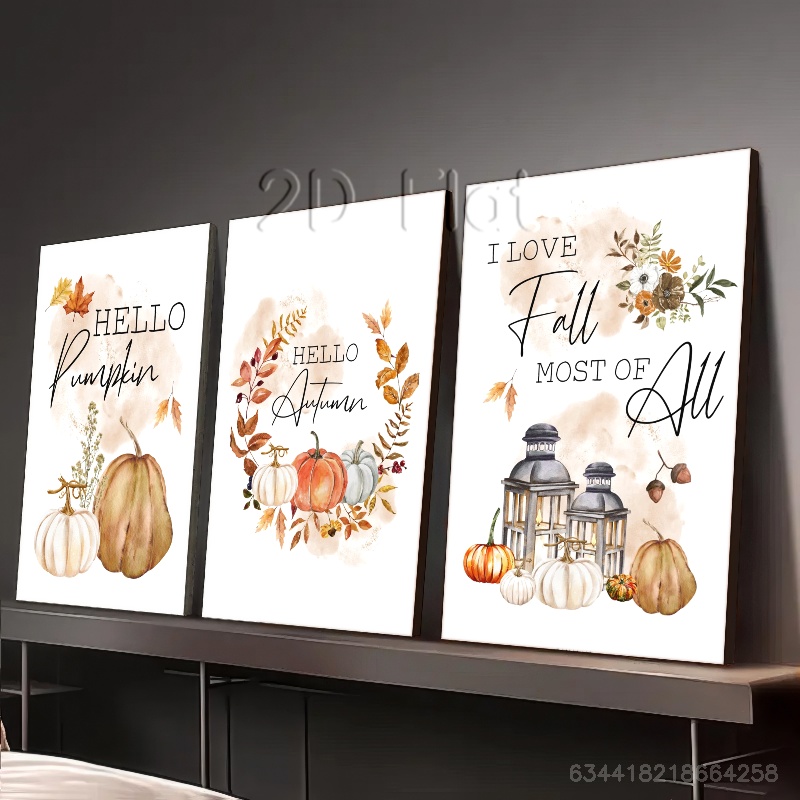 2D Flat
HELLO
Pumpkin
HELLO
Autumn
I LOVE
Fall
MOST OF
All
634418218664258